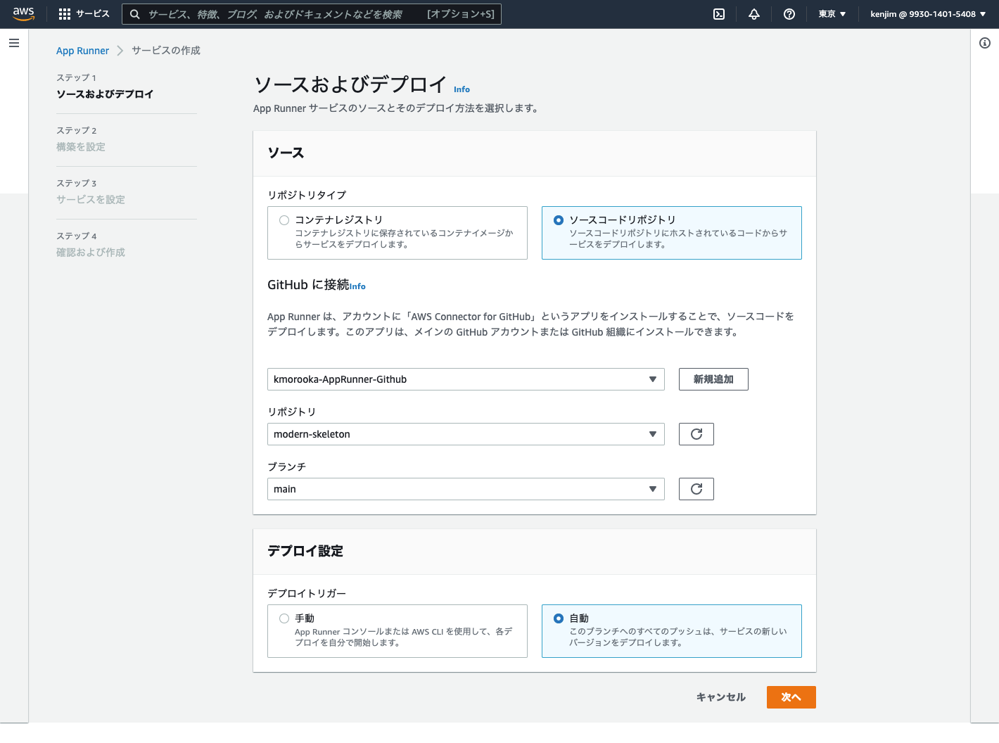 aws
サービス
サービス、特徴、ブログ、およびドキュメントなどを検索
[オプション+S]
東京
kenjim @ 9930-1401-5408
App Runner
サービスの作成
ステップ 1
ソースおよびデプロイ
ステップ 2
構築を設定
ステップ 3
サービスを設定
ステップ 4
確認および作成
ソースおよびデプロイ Info
App Runner サービスのソースとそのデプロイ方法を選択します。
ソース
リポジトリタイプ
コンテナレジストリ
コンテナレジストリに保存されているコンテナイメージか
らサービスをデプロイします。
ソースコードリポジトリ
ソースコードリポジトリにホストされているコードからサ
ービスをデプロイします。
GitHub に接続Info
App Runner は、アカウントに「AWS Connector for GitHub」というアプリをインストールすることで、ソースコードを
デプロイします。このアプリは、メインの GitHub アカウントまたは GitHub 組織にインストールできます。
kmorooka-AppRunner-Github
新規追加
リポジトリ
modern-skeleton
ブランチ
main
デプロイ設定
デプロイトリガー
手動
App Runner コンソールまたは AWS CLI を使用して、各デ
プロイを自分で開始します。
自動
このブランチへのすべてのプッシュは、サービスの新しい
バージョンをデプロイします。
キャンセル
次へ